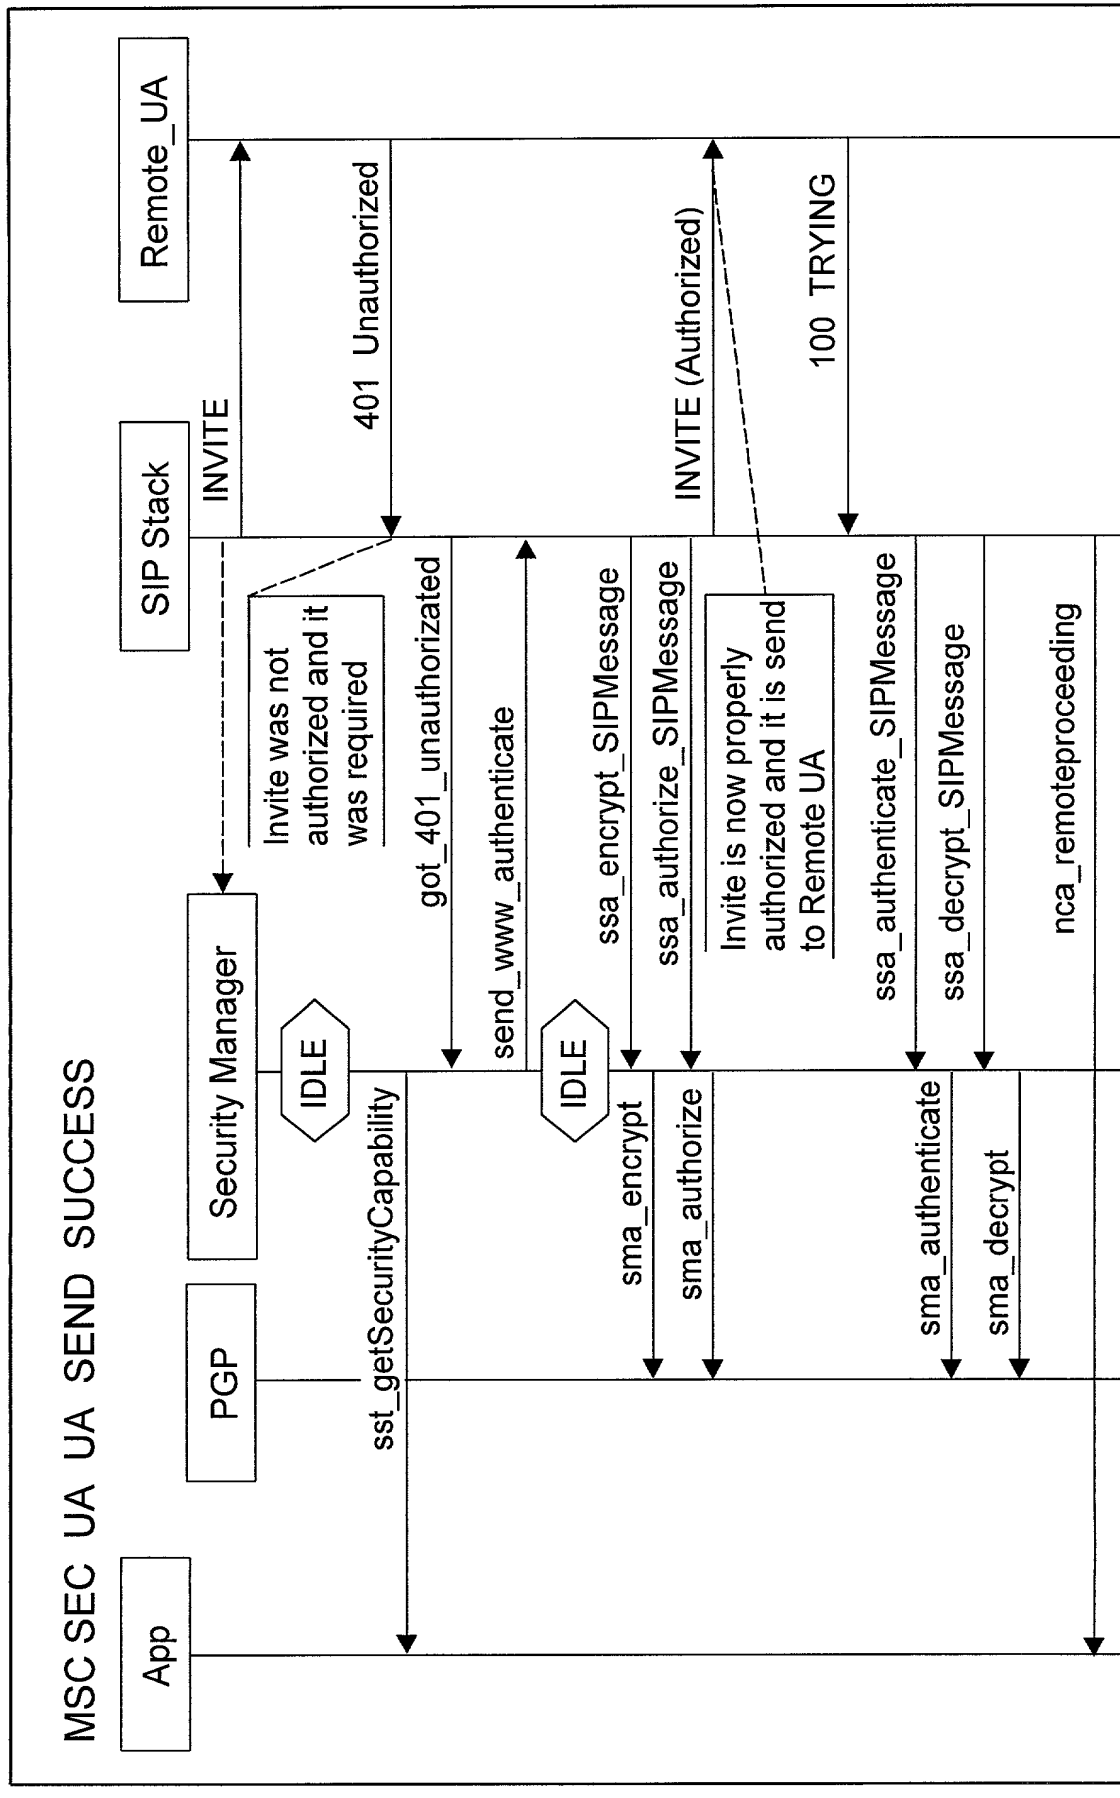 MSC SEC UA UA SEND SUCCESS
App
PGP
Security Manager
SIP Stack
Remote_UA
INVITE
IDLE
Invite was not
authorized and it
was required
401 Unauthorized
sst_getSecurityCapability
got_401_unauthorizated
send_www_authenticate
IDLE
ssa_encrypt_SIPMessage
sma_encrypt
ssa_authorize_SIPMessage
sma_authorize
INVITE (Authorized)
Invite is now properly
authorized and it is send
to Remote UA
100 TRYING
ssa_authenticate_SIPMessage
sma_authenticate
ssa_decrypt_SIPMessage
sma_decrypt
nca_remoteproceeding